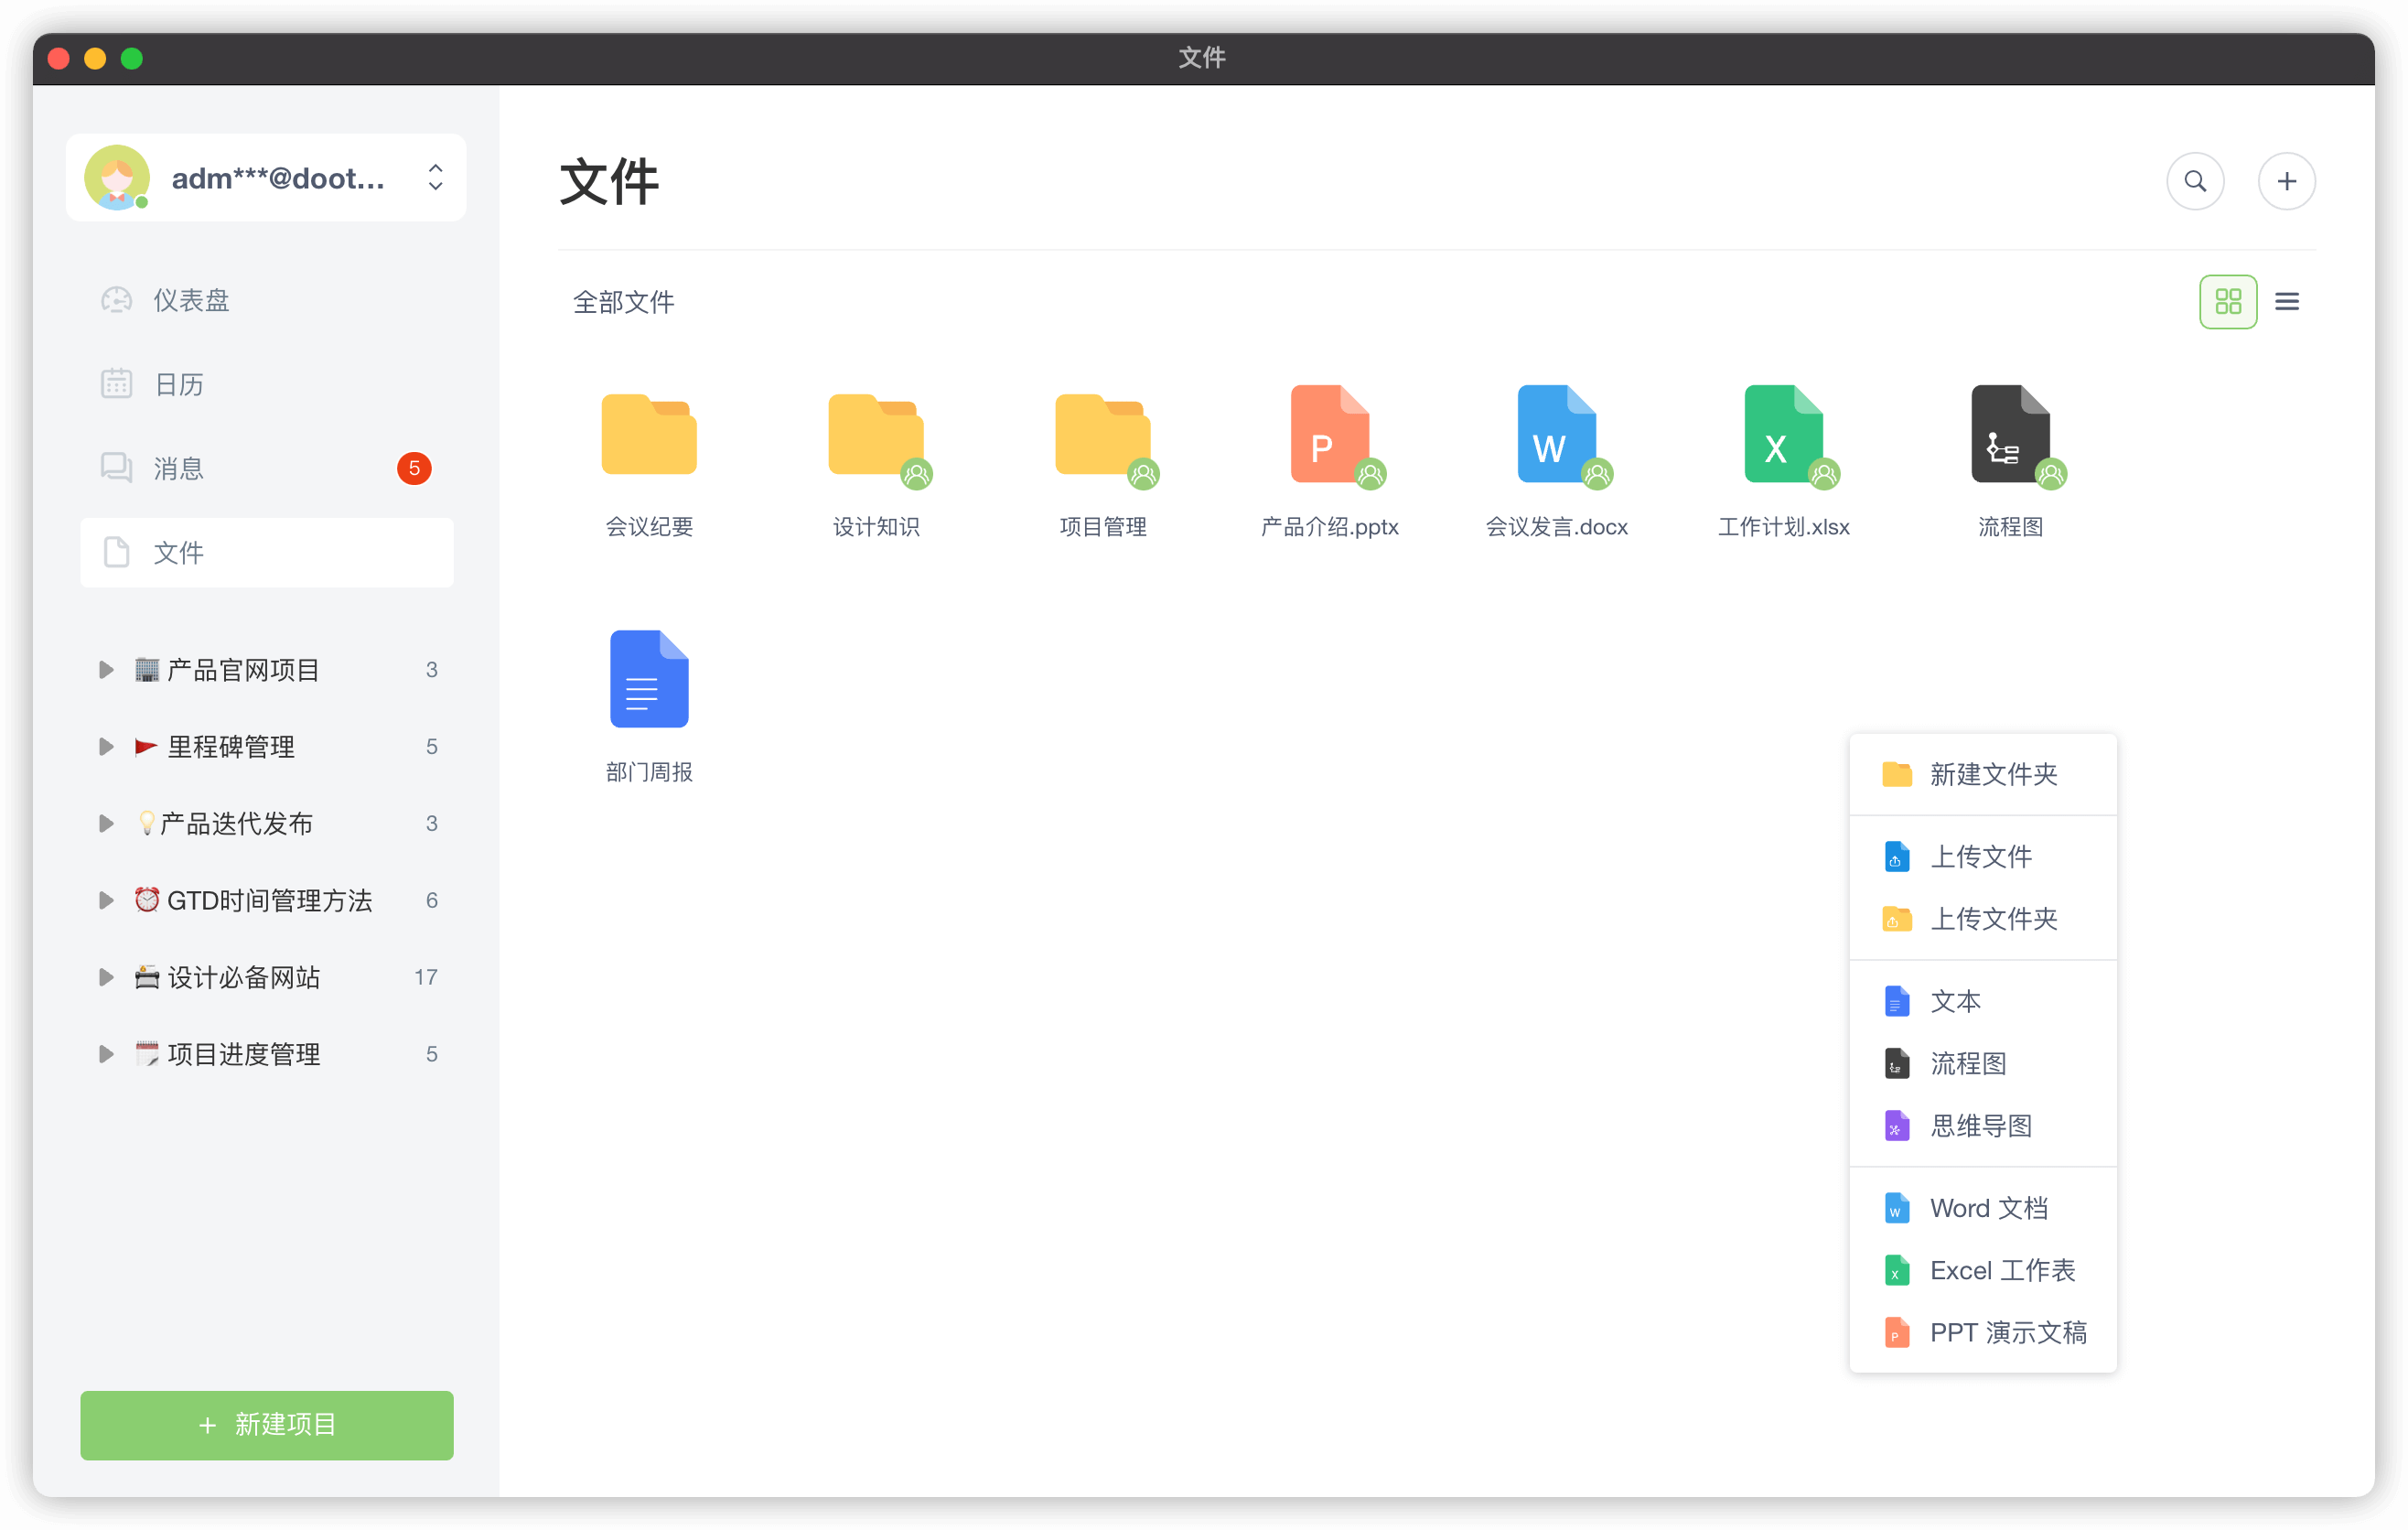 文件
adm***@doot...
仪表盘
日历
消息
5
文件
产品官网项目 3
里程碑管理 5
产品迭代发布 3
GTD时间管理方法 6
设计必备网站 17
项目进度管理 5
+ 新建项目
文件
全部文件
会议纪要
设计知识
项目管理
P
产品介绍.pptx
W
会议发言.docx
X
工作计划.xlsx
流程图
部门周报
新建文件夹
上传文件
上传文件夹
文本
流程图
思维导图
W Word 文档
X Excel 工作表
P PPT 演示文稿